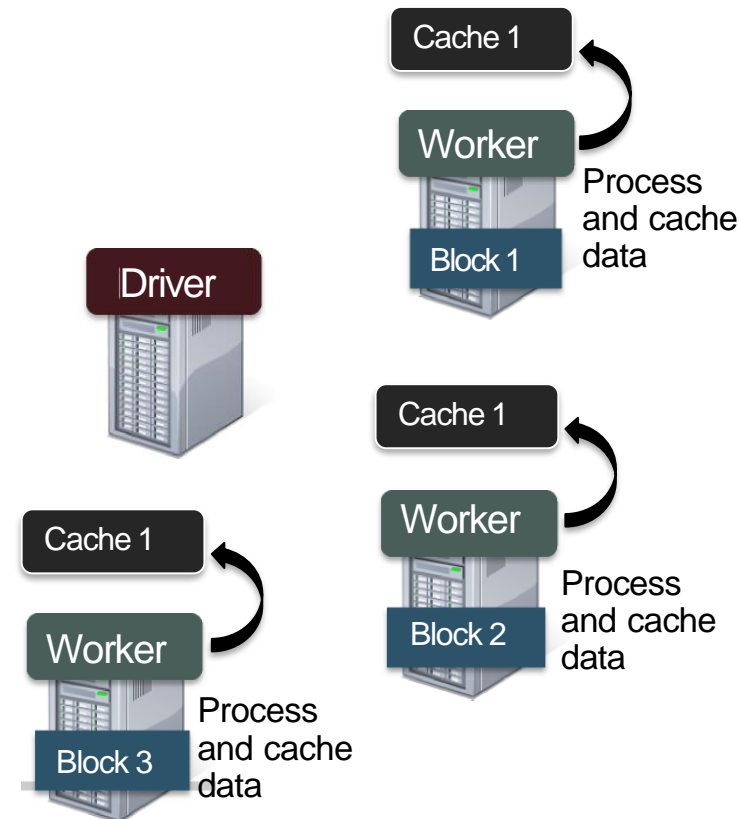 Cache 1
Worker
Process
and cache
data
Block 1
Driver
Cache 1
Worker
Process
and cache
data
Block 2
Cache 1
Worker
Process
and cache
data
Block 3